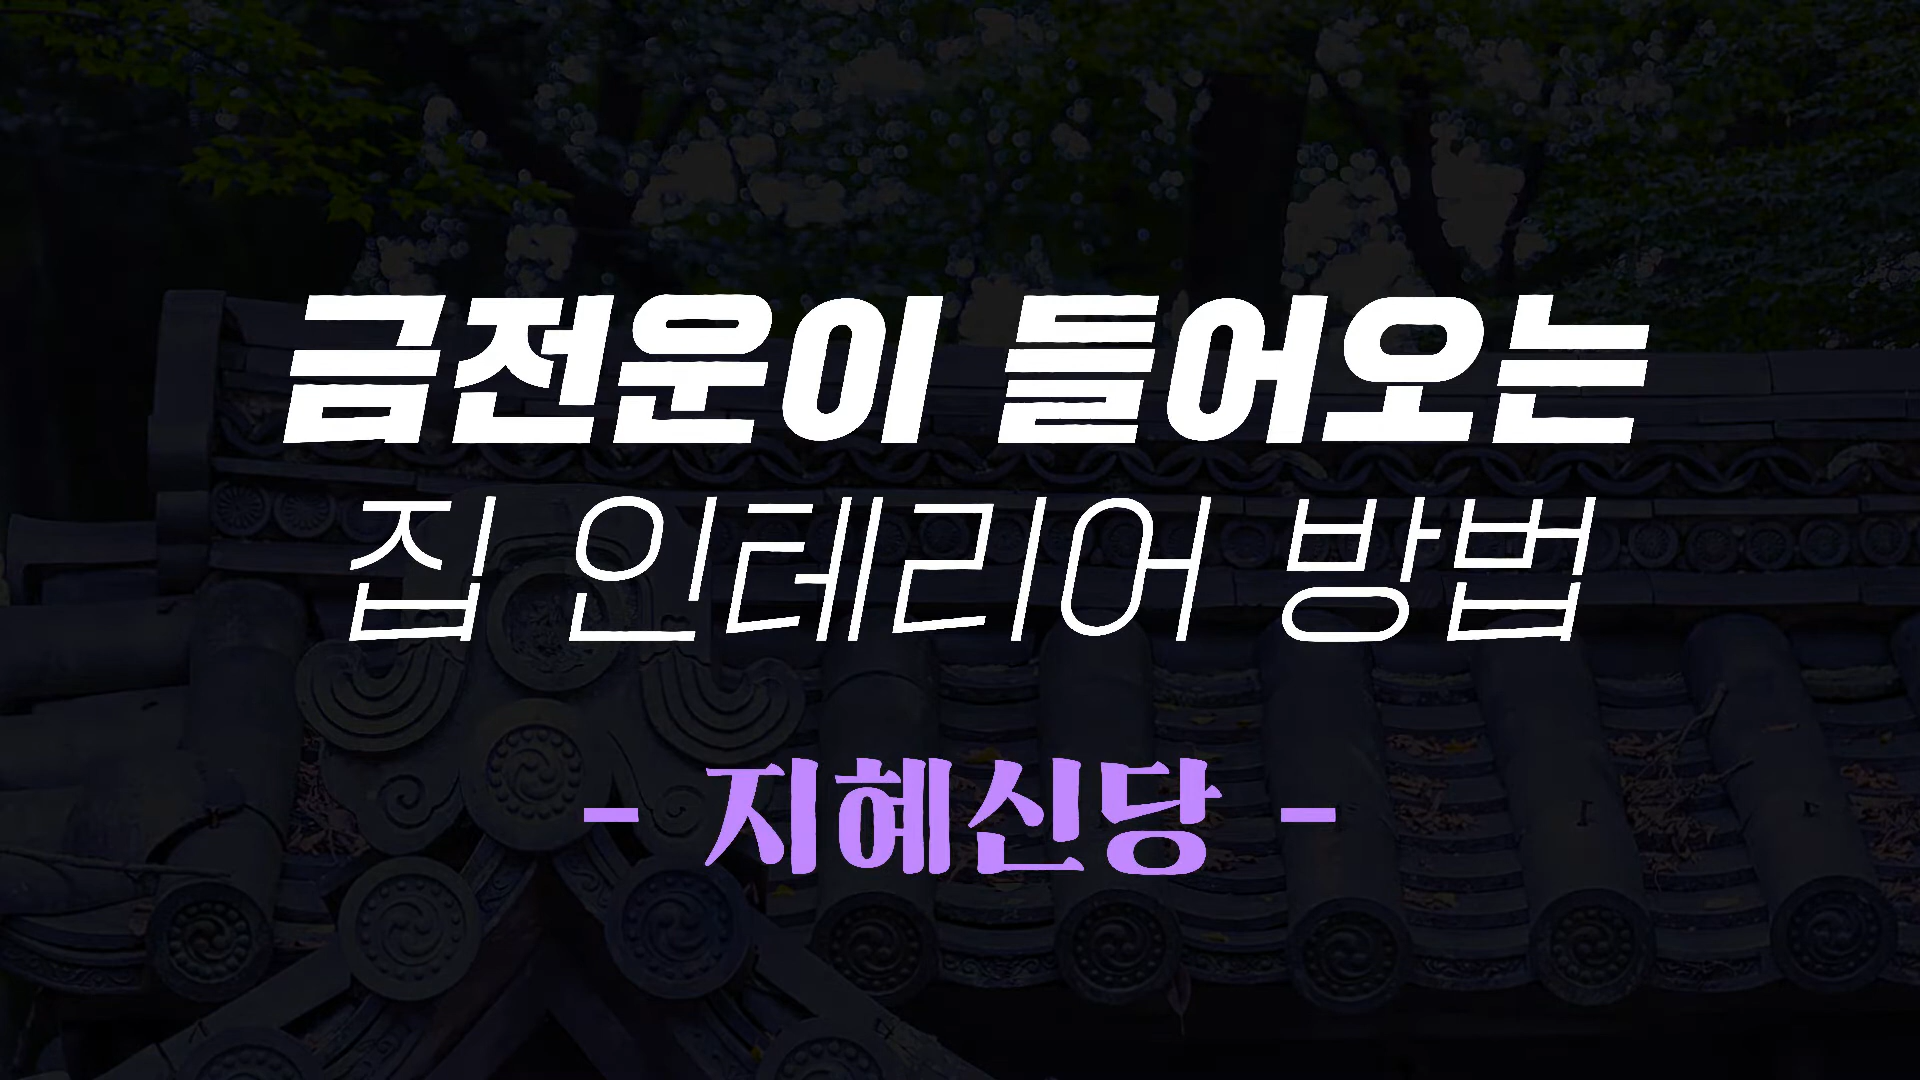 금전운이 들어오는
집 인테리어 방법
- 지혜신당 -